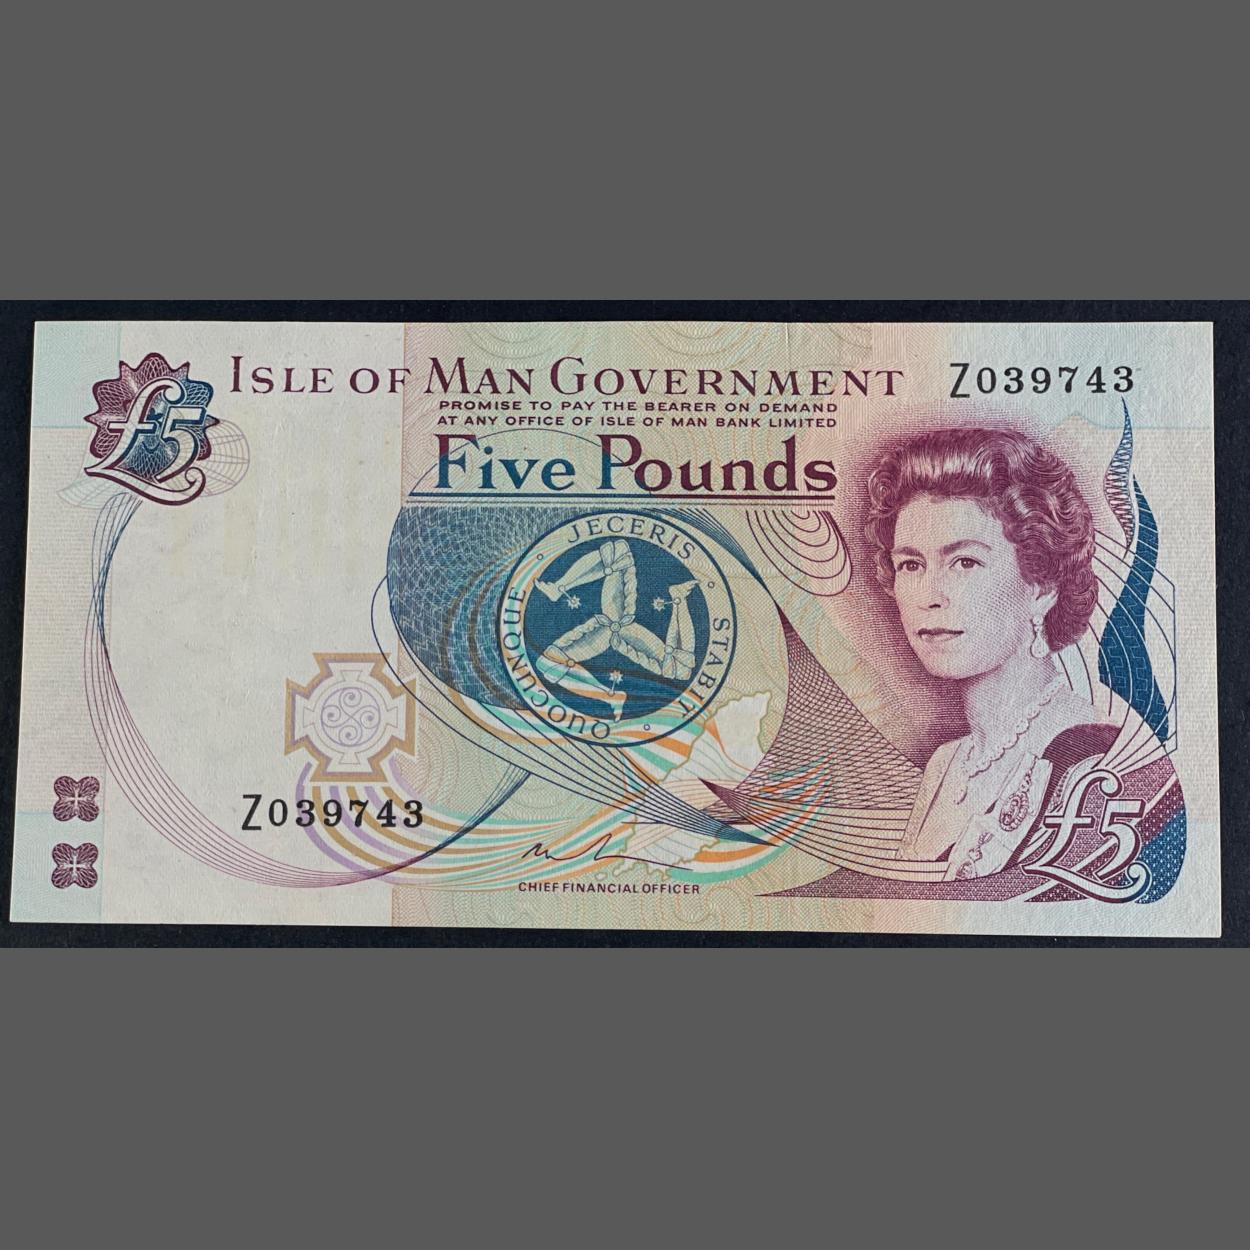 £5
ISLE OF MAN GOVERNMENT
Z039743
PROMISE TO PAY THE BEARER ON DEMAND
AT ANY OFFICE OF ISLE OF MAN BANK LIMITED
Five Pounds
QUOCUNQUE JECERIS STABIT
Z039743
CHIEF FINANCIAL OFFICER
£5